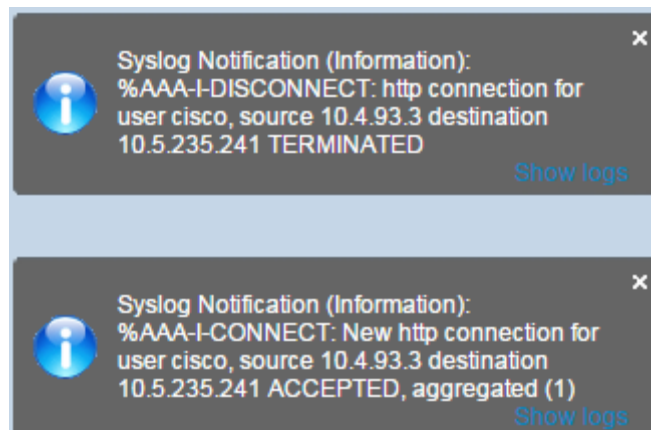 Syslog Notification (Information):
%AAA-I-DISCONNECT: http connection for
user cisco, source 10.4.93.3 destination
10.5.235.241 TERMINATED
Show logs
Syslog Notification (Information):
%AAA-I-CONNECT: New http connection for
user cisco, source 10.4.93.3 destination
10.5.235.241 ACCEPTED, aggregated (1)
Show logs